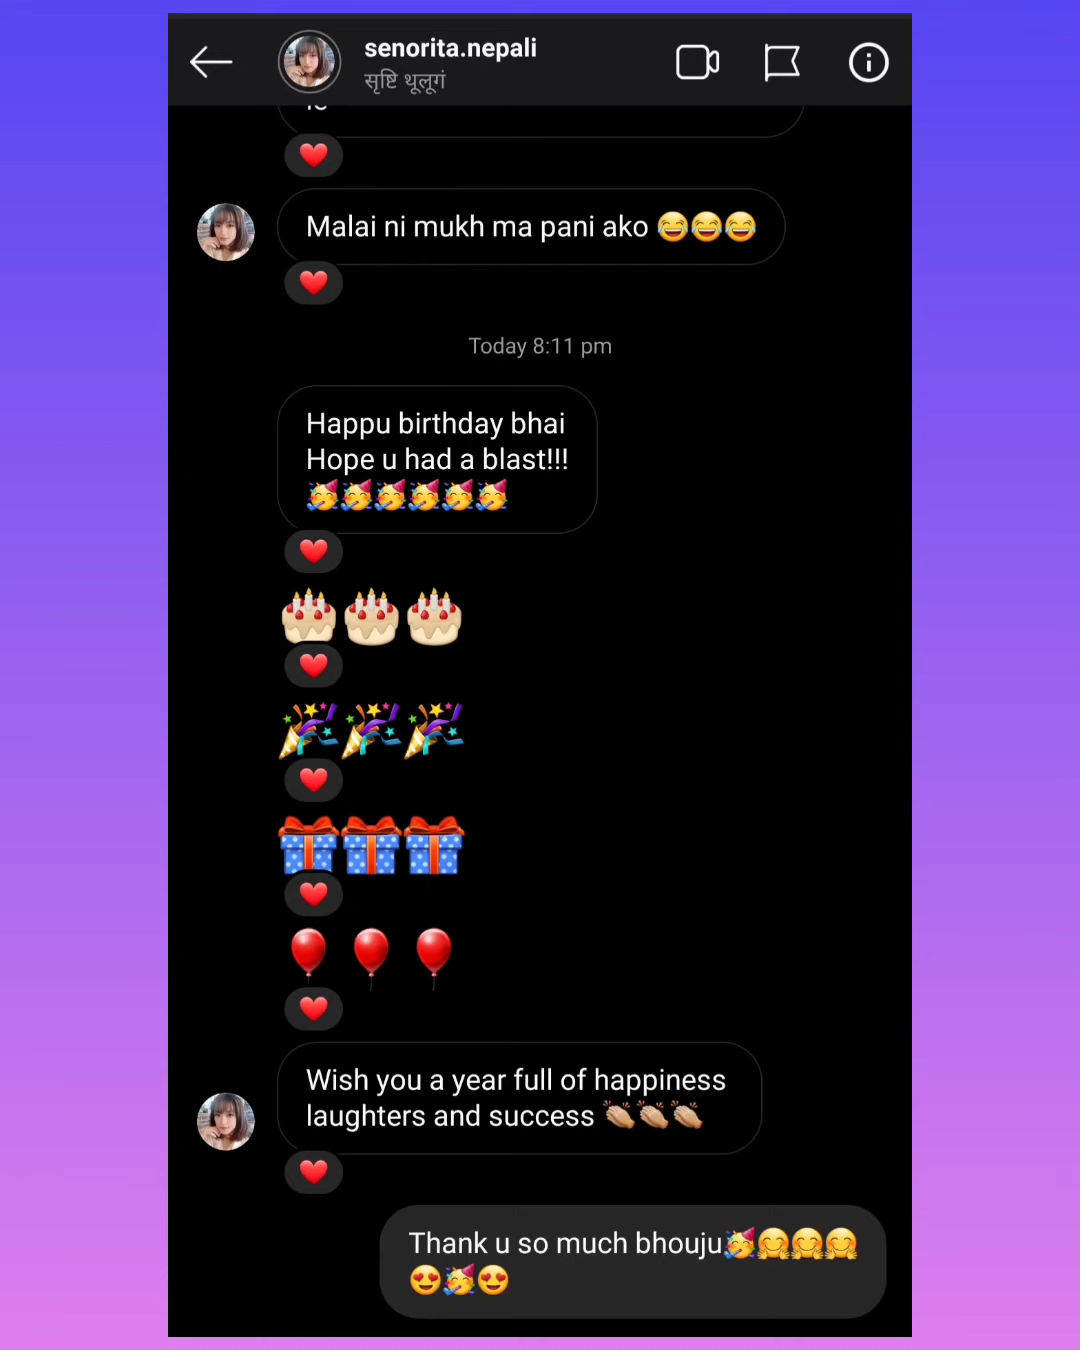 senorita.nepali
सृष्टि थूलूगं
Malai ni mukh ma pani ako 😂😂😂
Today 8:11 pm
Happu birthday bhai
Hope u had a blast!!!
🥳🥳🥳🥳🥳🥳
🎂🎂🎂
🎉🎉🎉
🎁🎁🎁
🎈🎈🎈
Wish you a year full of happiness
laughters and success 👏🏼👏🏼👏🏼
Thank u so much bhouju🥳🤗🤗🤗
😍🥳😍